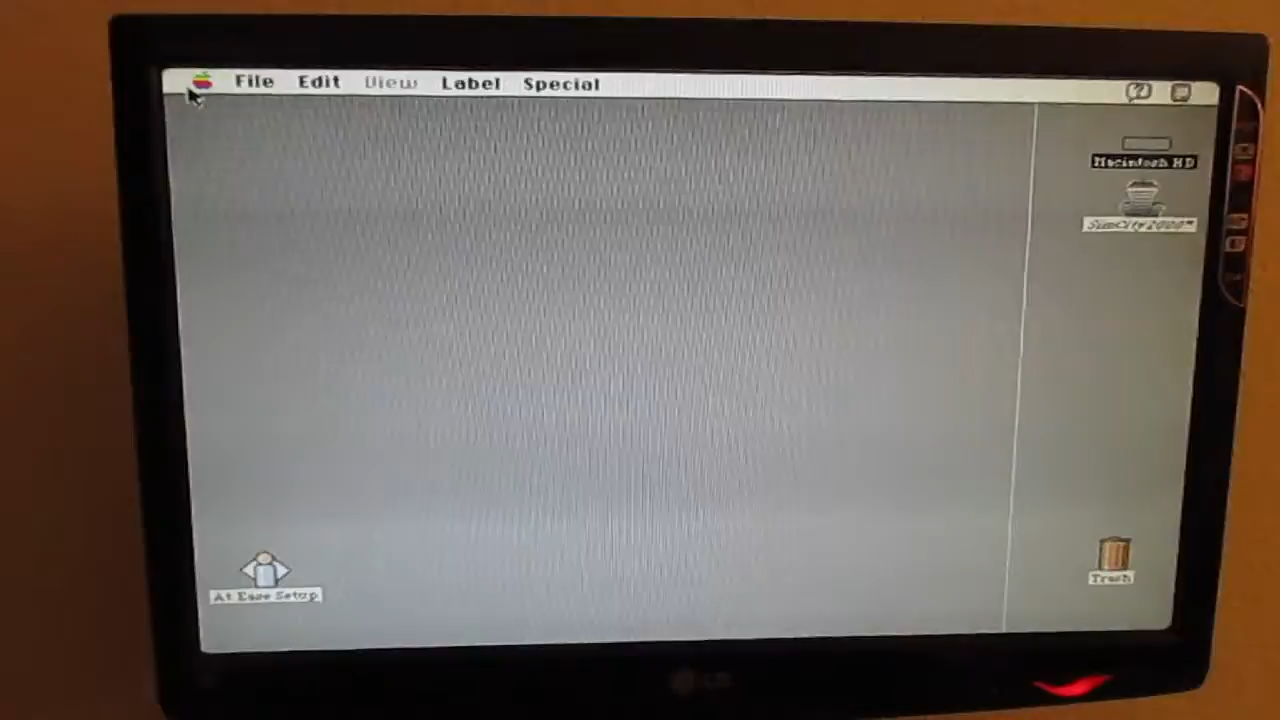 File Edit View Label Special
Macintosh HD
SimCity 2000™
At Ease Setup
Trash
LG